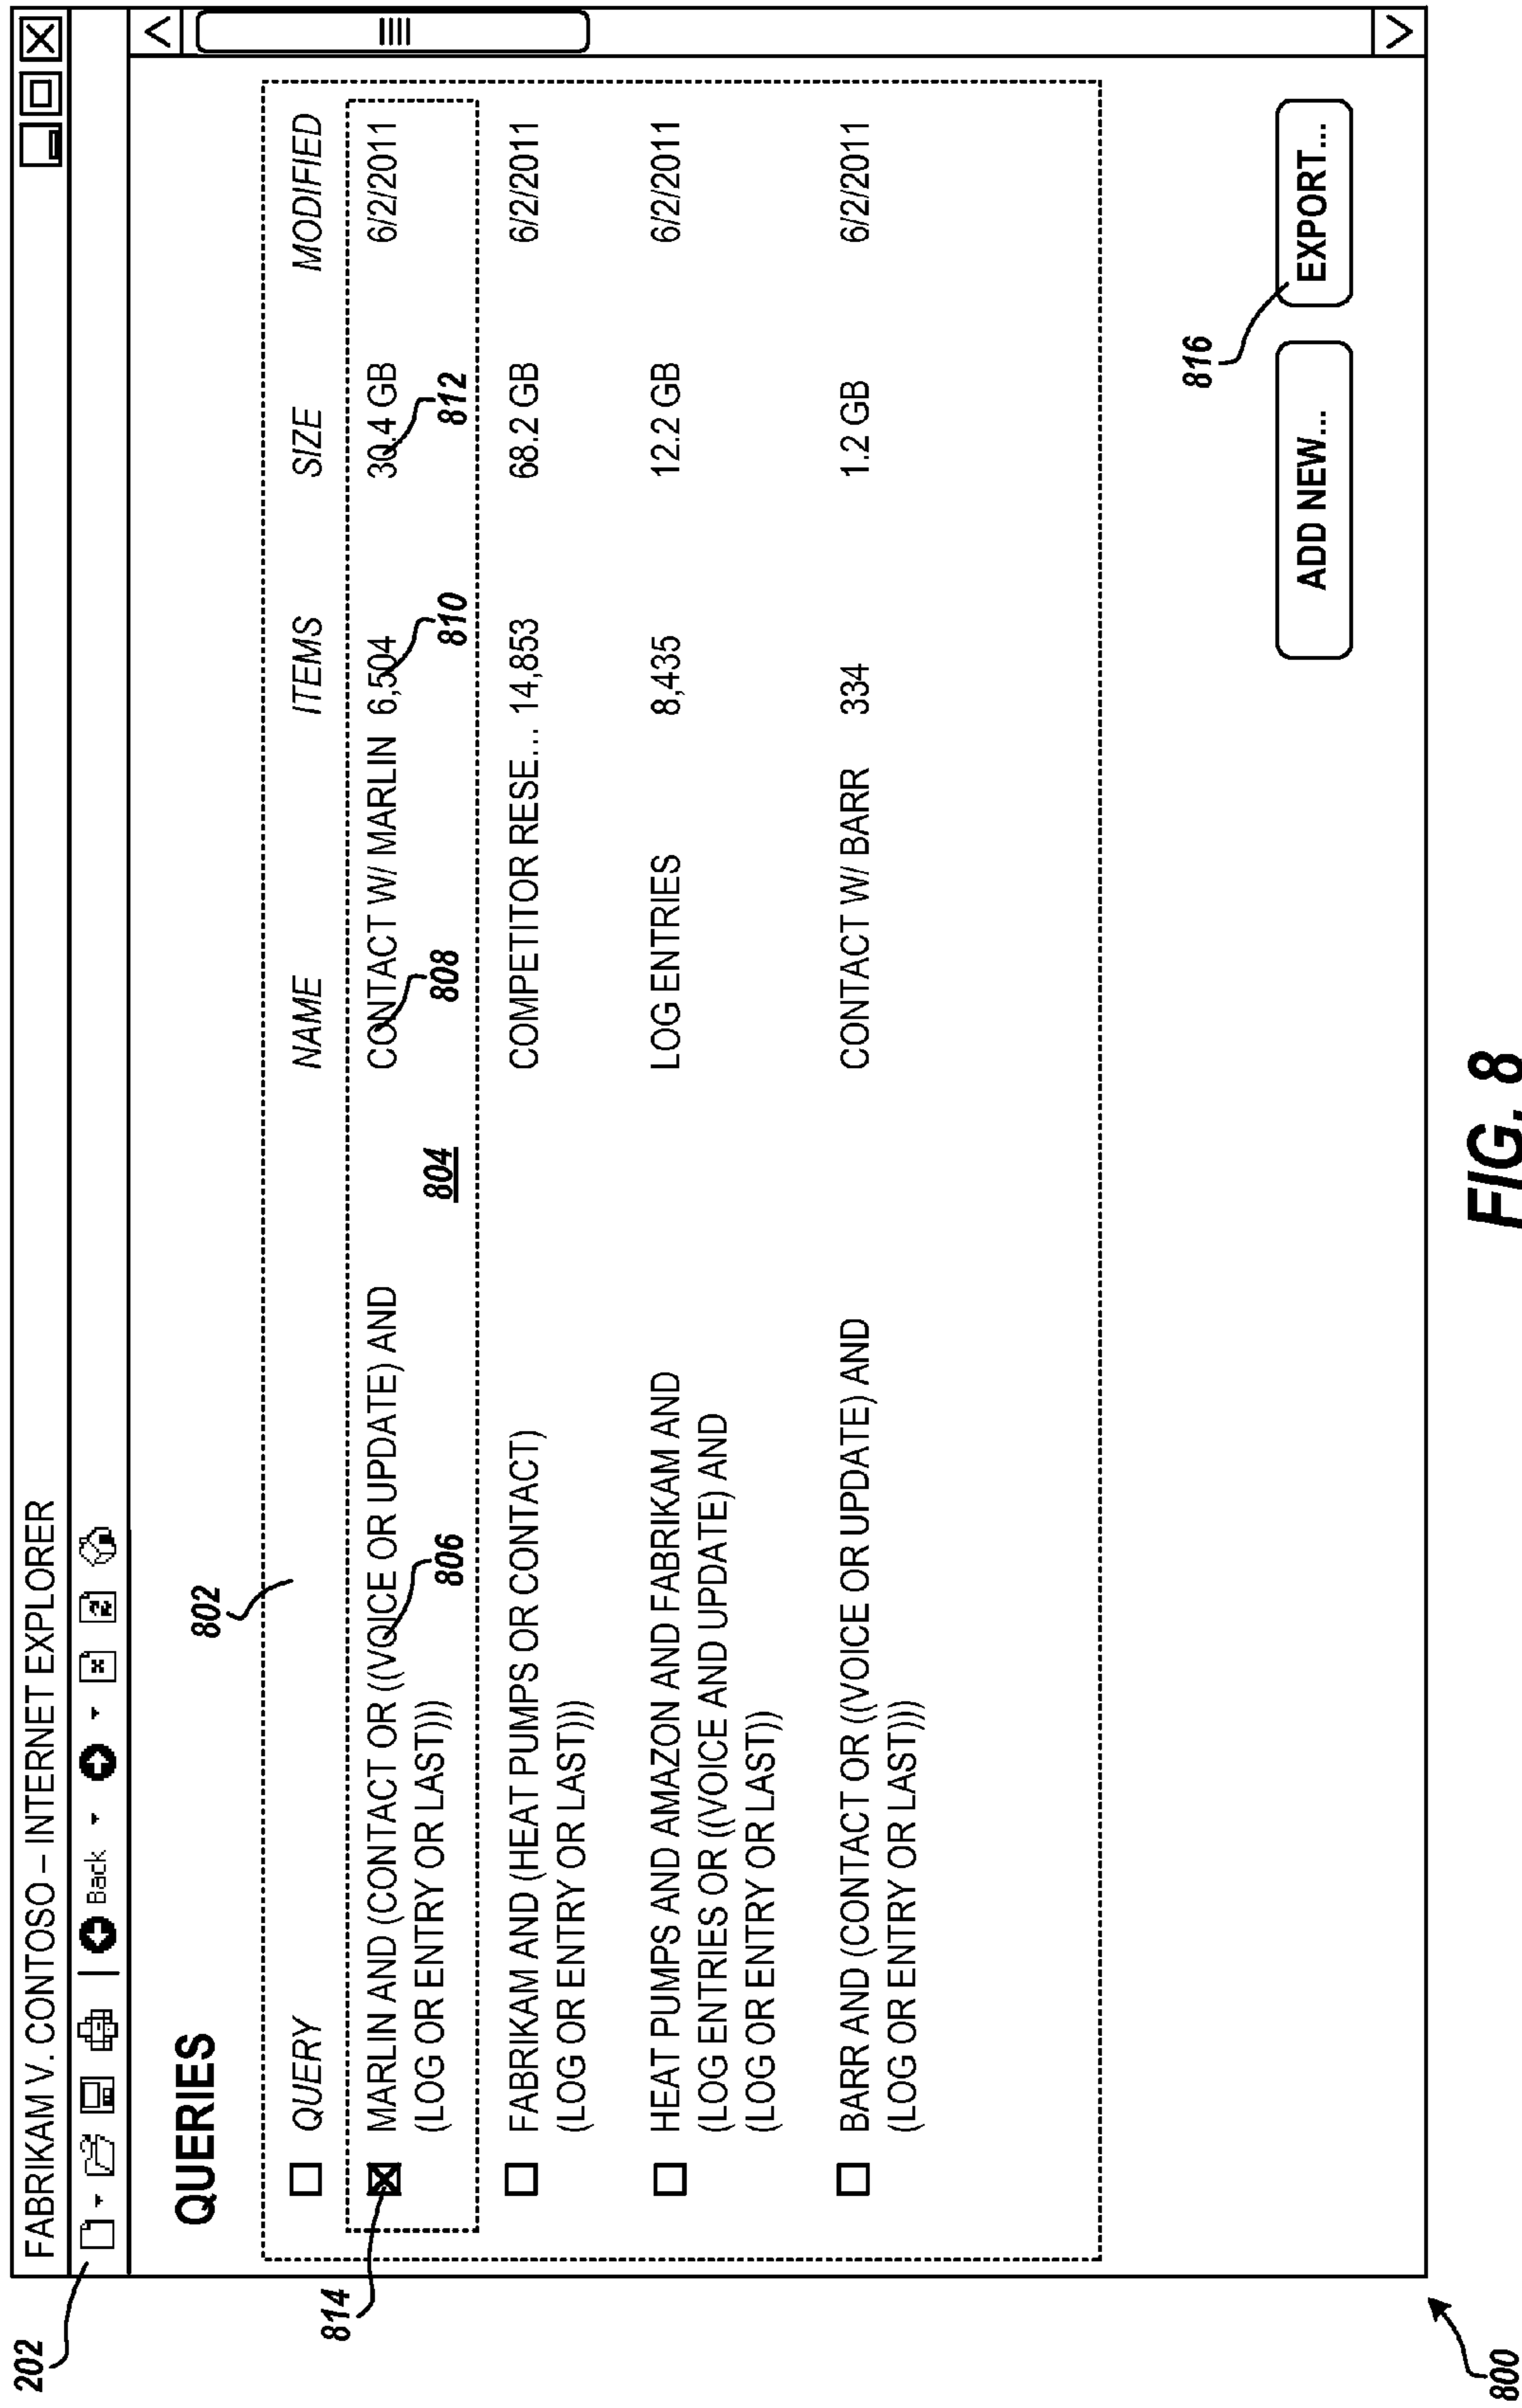 202
FABRIKAM V. CONTOSO – INTERNET EXPLORER
Back
QUERIES
802
QUERY NAME ITEMS SIZE MODIFIED
814
MARLIN AND (CONTACT OR ((VOICE OR UPDATE) AND CONTACT W/ MARLIN 6,504 30.4 GB 6/2/2011
(LOG OR ENTRY OR LAST)))
806 804 808 810 812
FABRIKAM AND (HEAT PUMPS OR CONTACT) COMPETITOR RESE... 14,853 68.2 GB 6/2/2011
(LOG OR ENTRY OR LAST)))
HEAT PUMPS AND AMAZON AND FABRIKAM AND LOG ENTRIES 8,435 12.2 GB 6/2/2011
(LOG ENTRIES OR ((VOICE AND UPDATE) AND
(LOG OR ENTRY OR LAST))
BARR AND (CONTACT OR ((VOICE OR UPDATE) AND CONTACT W/ BARR 334 1.2 GB 6/2/2011
(LOG OR ENTRY OR LAST)))
816
ADD NEW... EXPORT...
800
FIG. 8